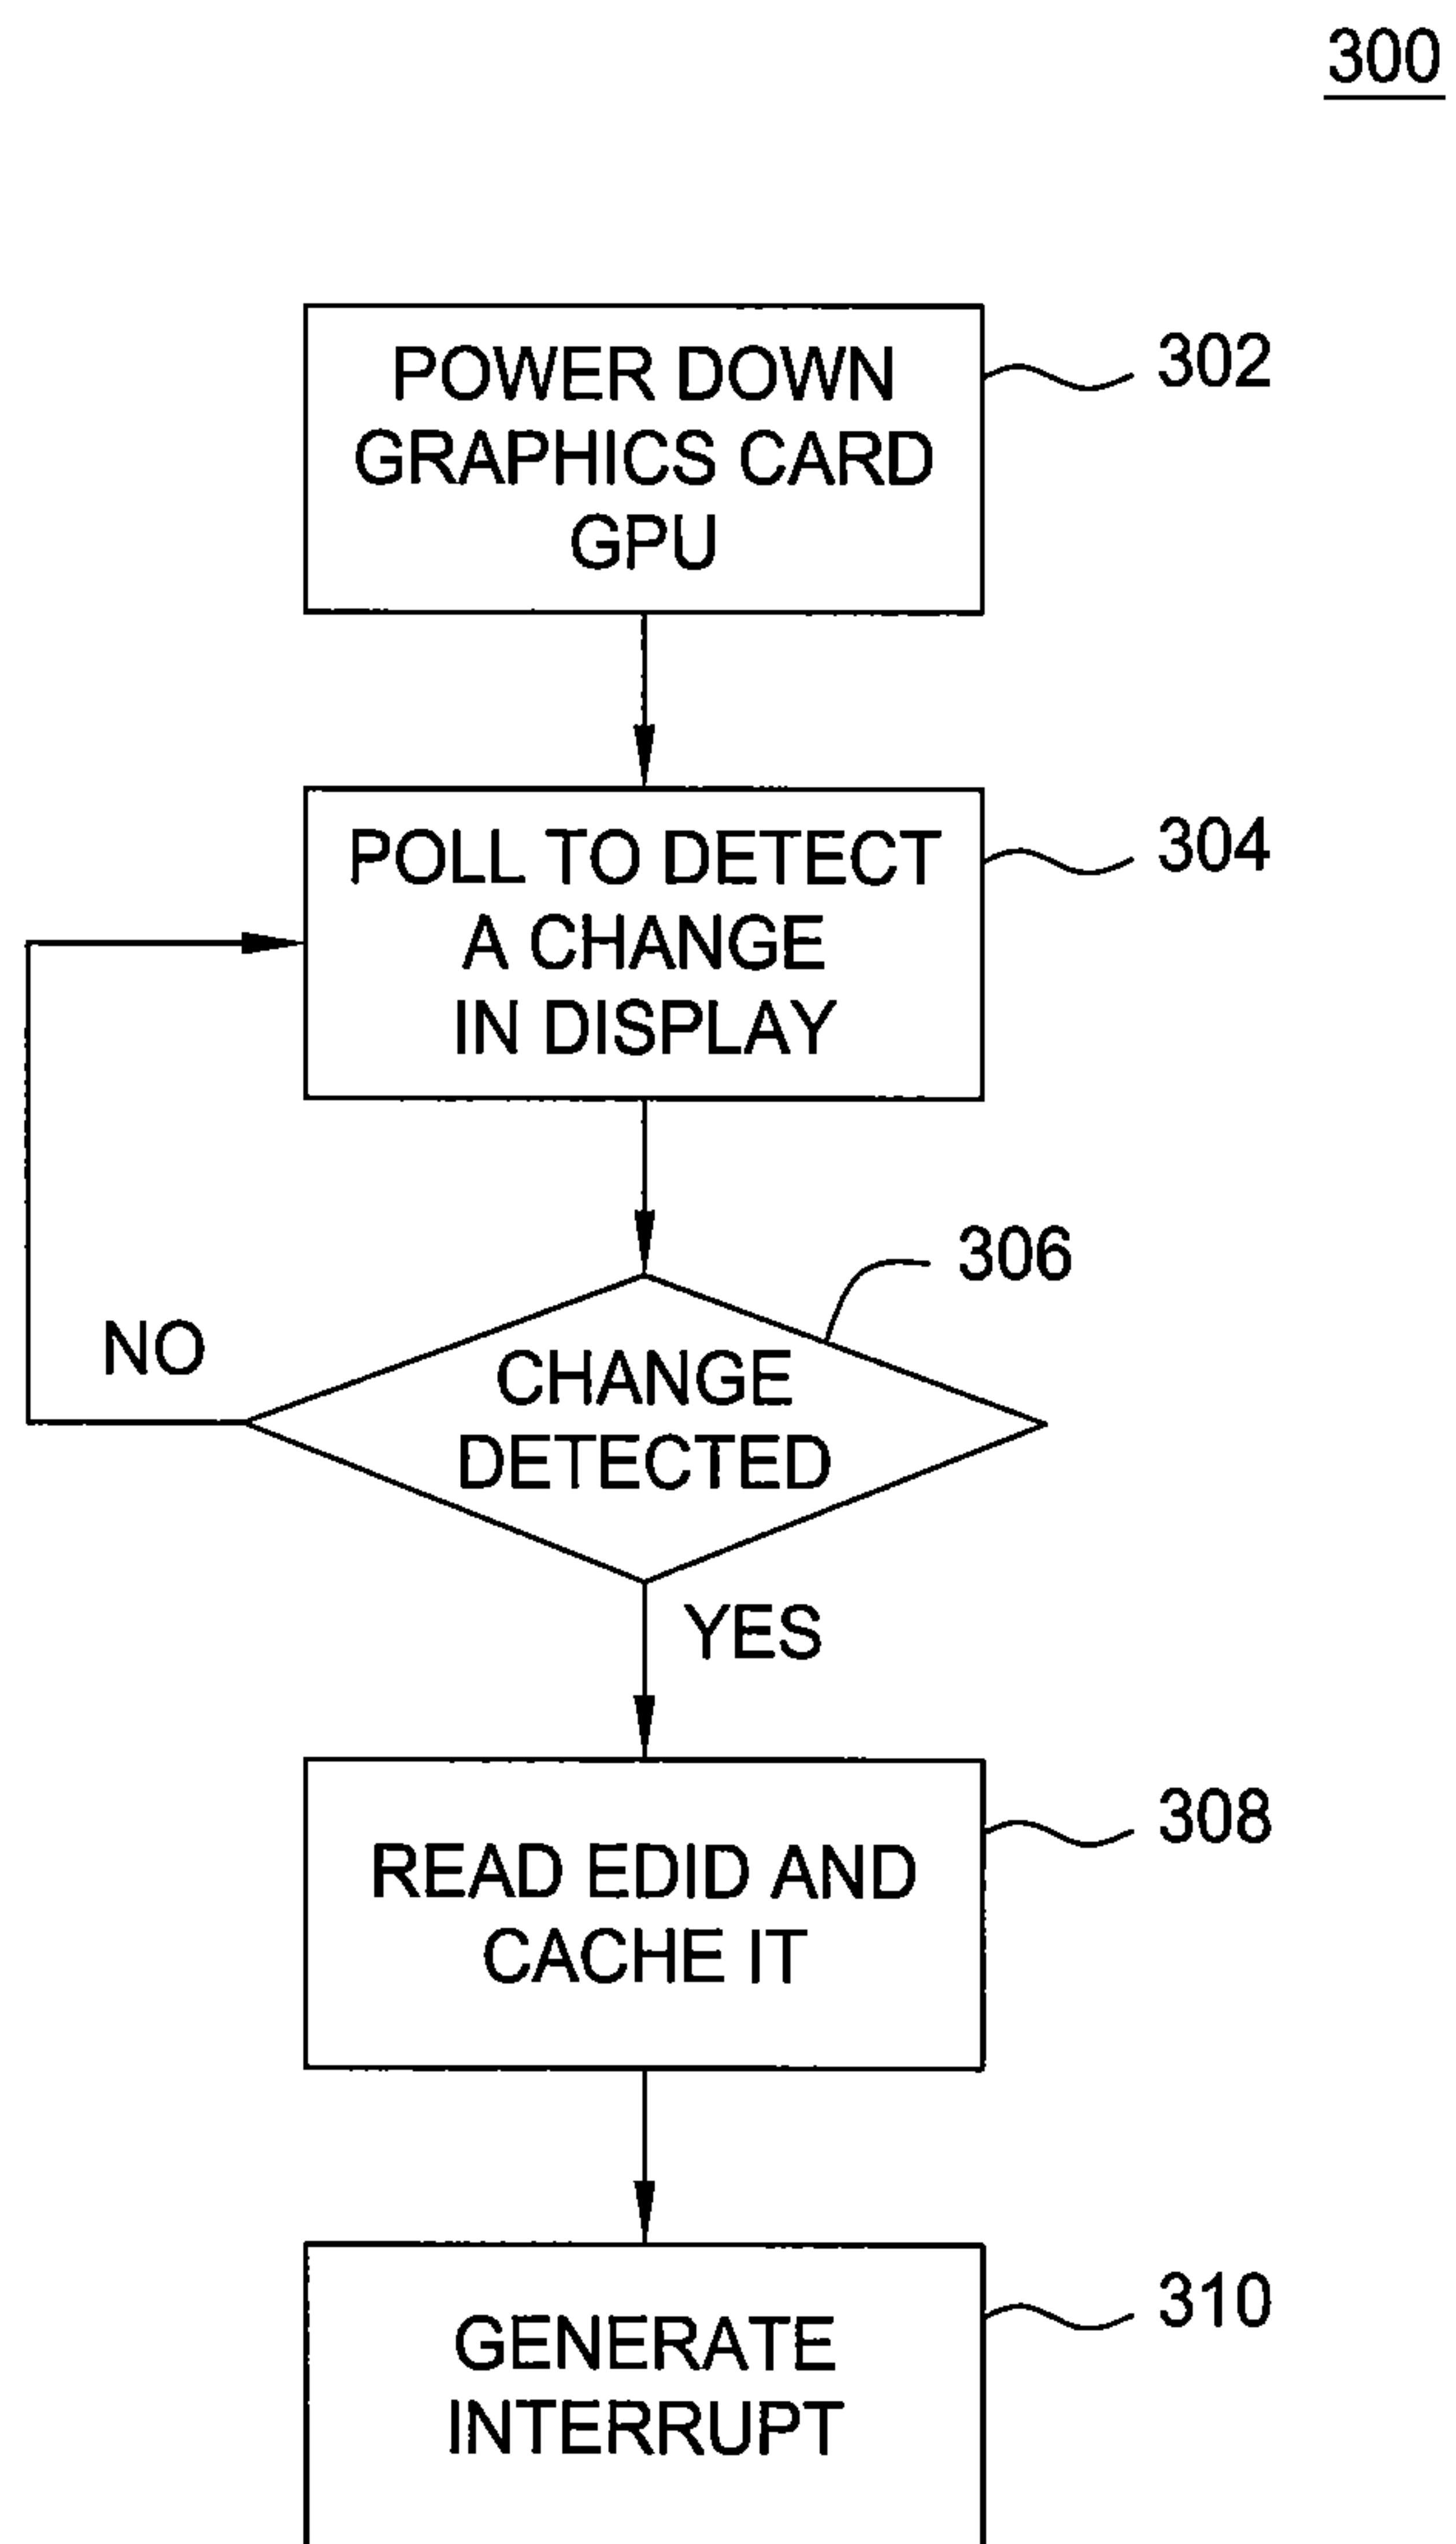 300
POWER DOWN
GRAPHICS CARD
GPU
302
POLL TO DETECT
A CHANGE
IN DISPLAY
304
306
NO
CHANGE
DETECTED
YES
READ EDID AND
CACHE IT
308
GENERATE
INTERRUPT
310